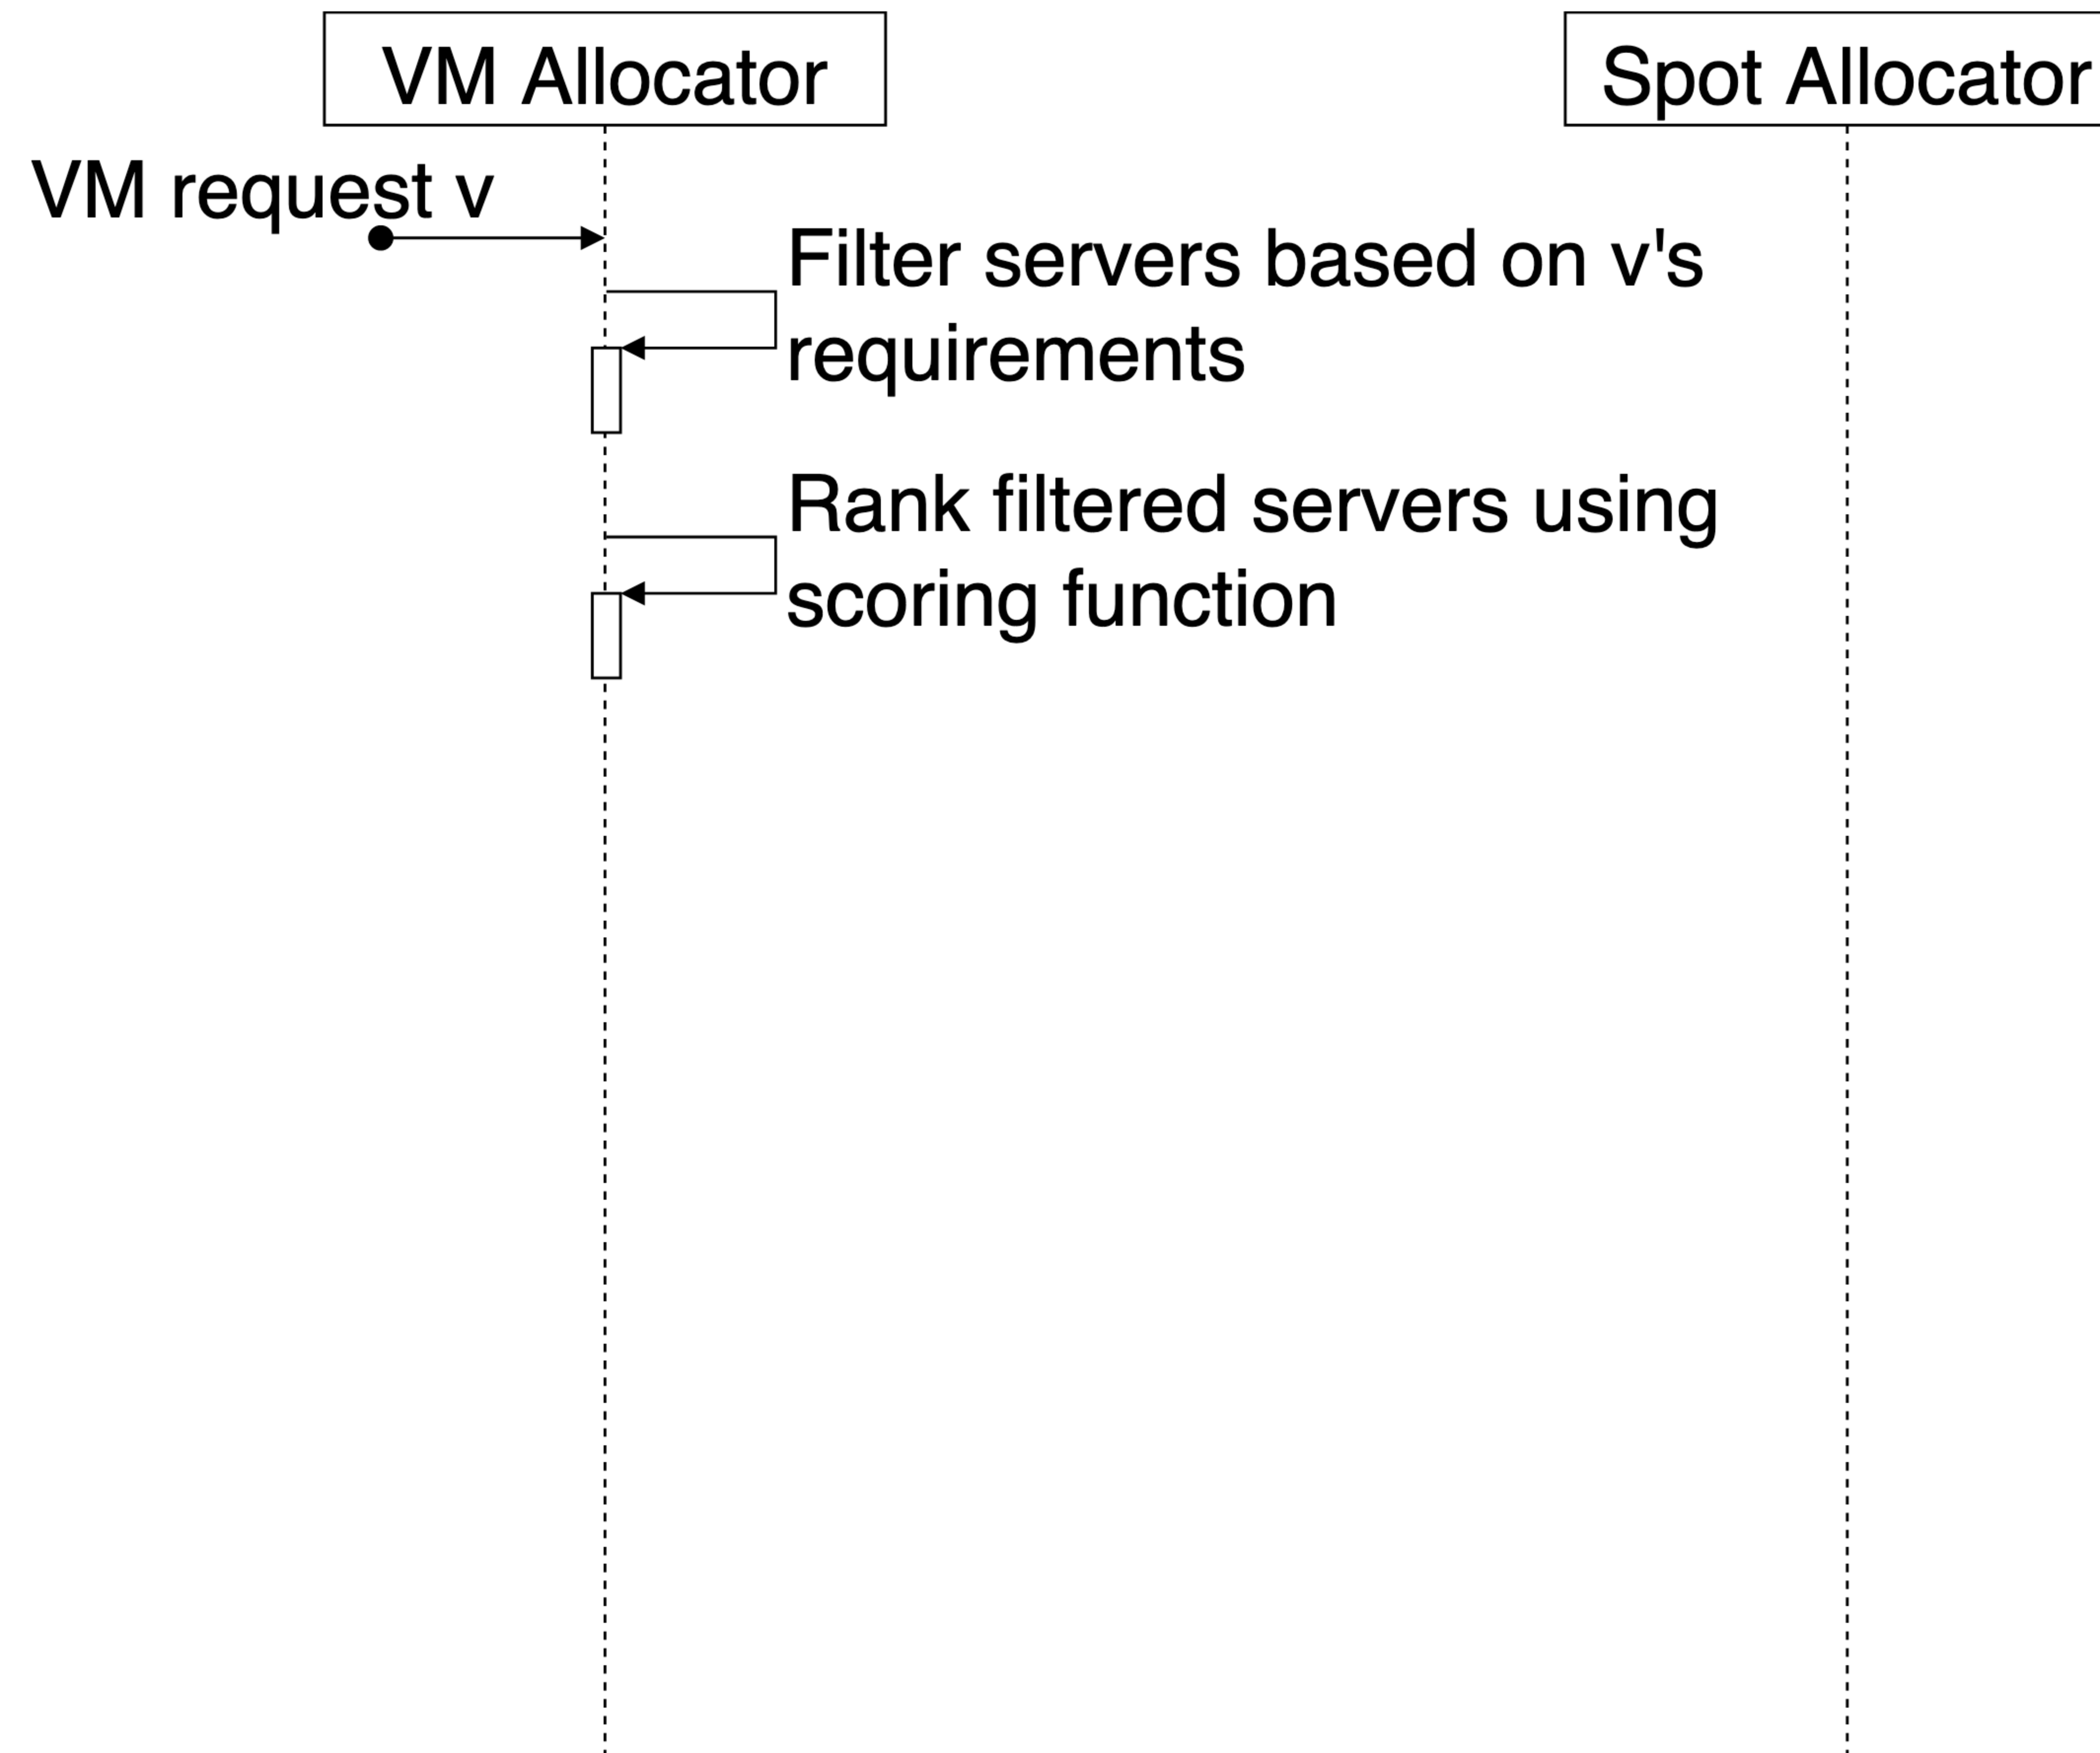 VM Allocator
Spot Allocator
VM request v
Filter servers based on v's
requirements
Rank filtered servers using
scoring function